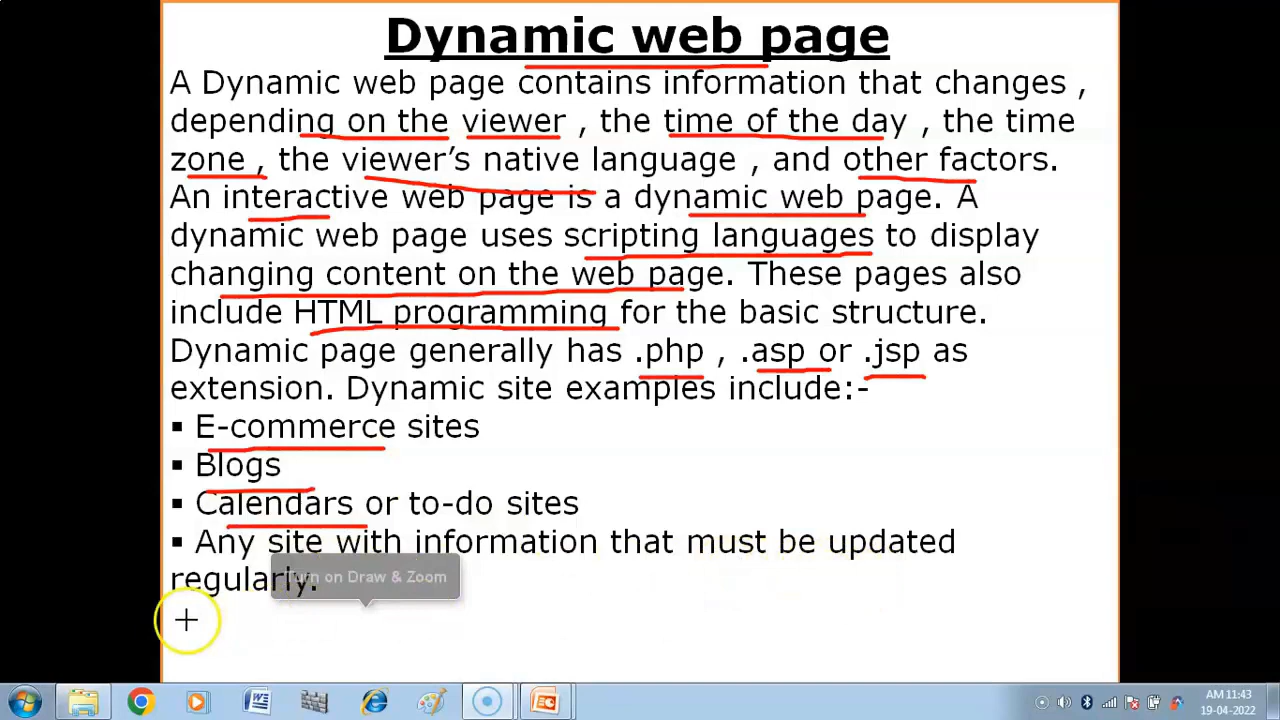 Dynamic web page
A Dynamic web page contains information that changes ,
depending on the viewer , the time of the day , the time
zone , the viewer’s native language , and other factors.
An interactive web page is a dynamic web page. A
dynamic web page uses scripting languages to display
changing content on the web page. These pages also
include HTML programming for the basic structure.
Dynamic page generally has .php , .asp or .jsp as
extension. Dynamic site examples include:-
▪ E-commerce sites
▪ Blogs
▪ Calendars or to-do sites
▪ Any site with information that must be updated
regularly.
Turn on Draw & Zoom
AM 11:43
19-04-2022